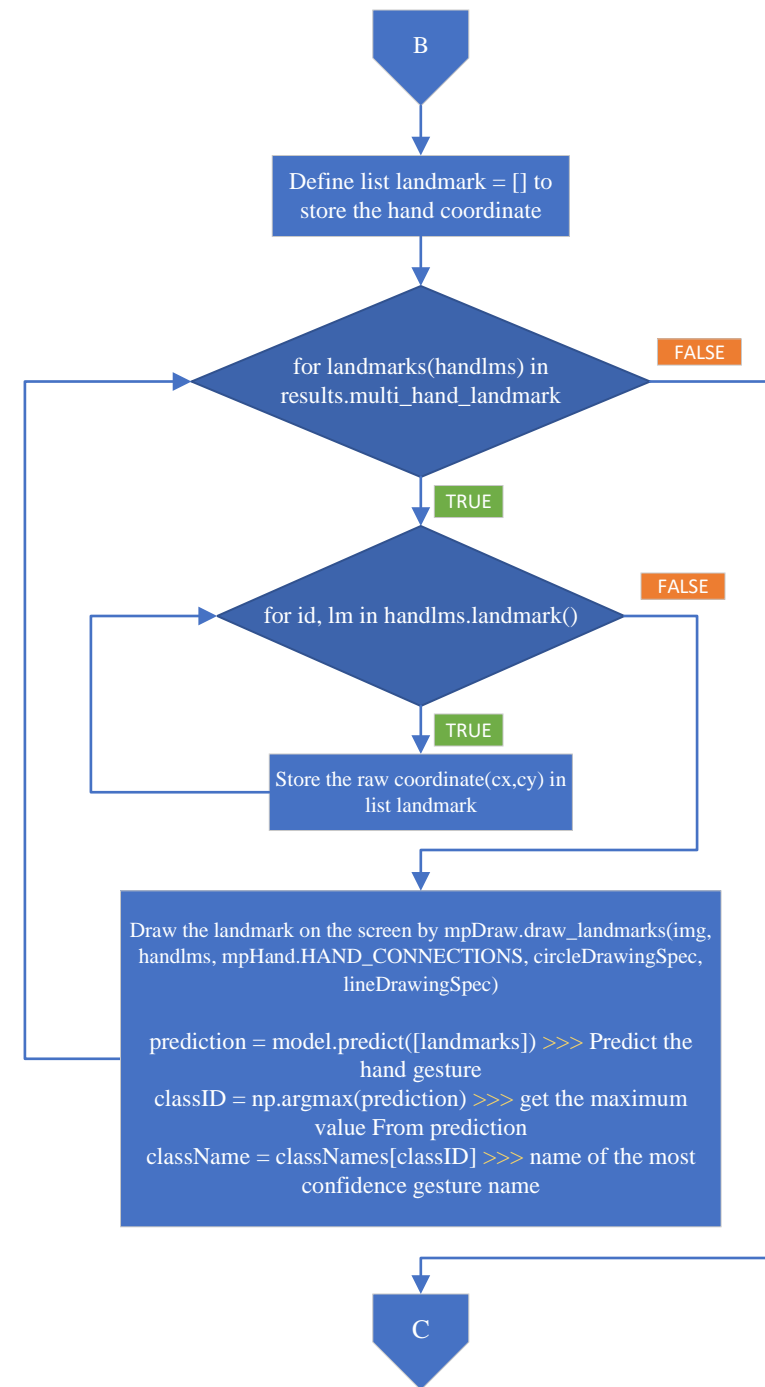 B
Define list landmark = [] to
store the hand coordinate
for landmarks(handlms) in
results.multi_hand_landmark
FALSE
TRUE
for id, lm in handlms.landmark()
FALSE
TRUE
Store the raw coordinate(cx,cy) in
list landmark
Draw the landmark on the screen by mpDraw.draw_landmarks(img,
handlms, mpHand.HAND_CONNECTIONS, circleDrawingSpec,
lineDrawingSpec)
prediction = model.predict([landmarks]) >>> Predict the
hand gesture
classID = np.argmax(prediction) >>> get the maximum
value From prediction
className = classNames[classID] >>> name of the most
confidence gesture name
C